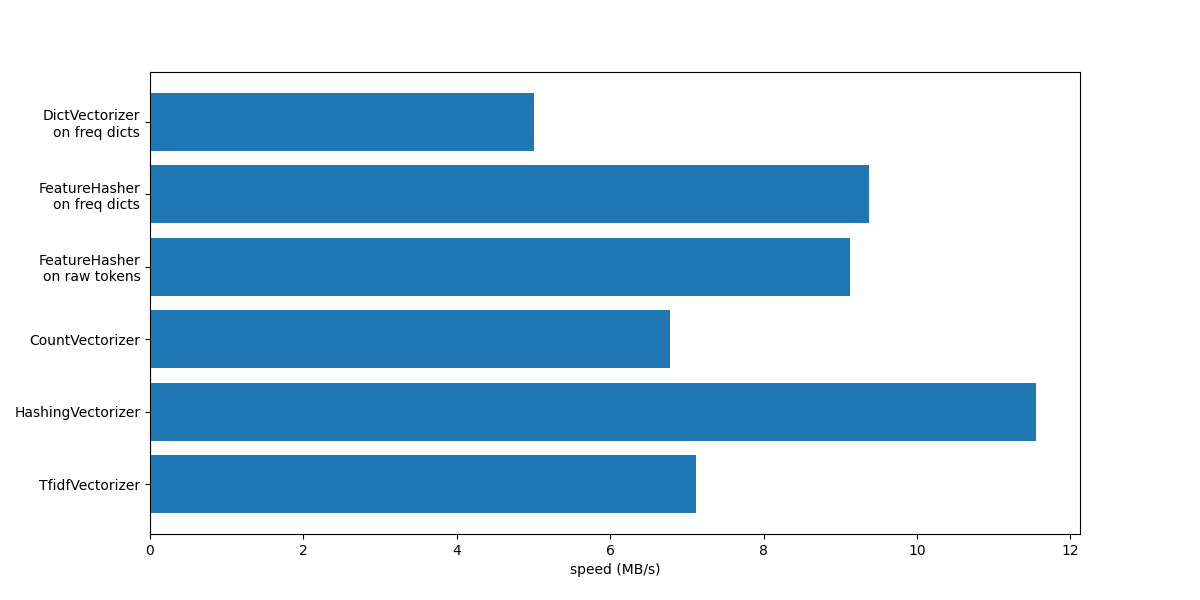 DictVectorizer
on freq dicts
FeatureHasher
on freq dicts
FeatureHasher
on raw tokens
CountVectorizer
HashingVectorizer
TfidfVectorizer
0 2 4 6 8 10 12
speed (MB/s)